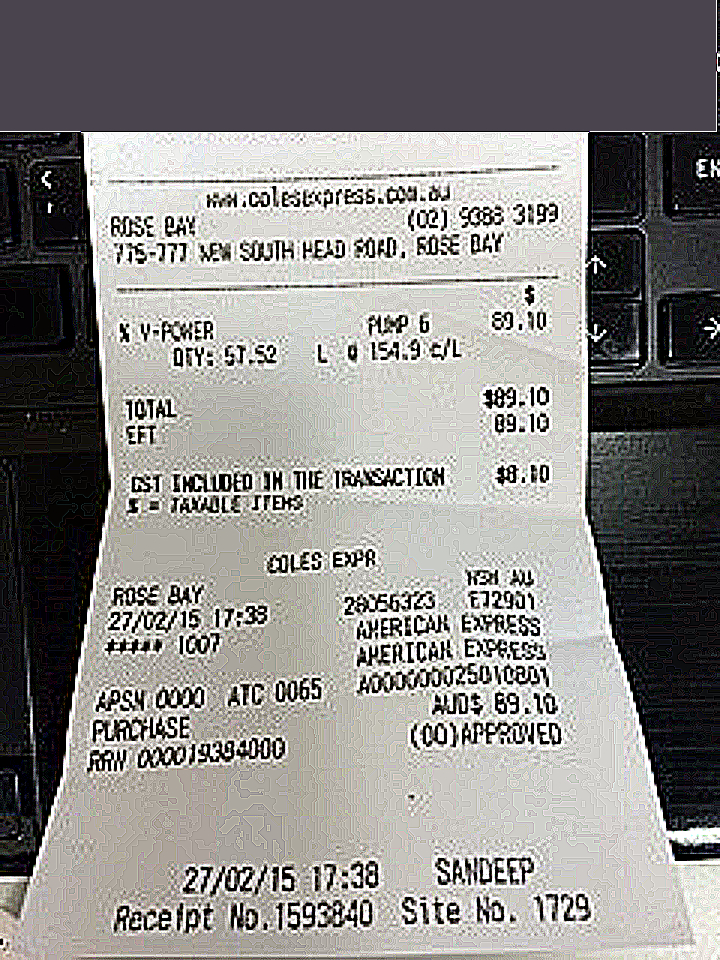 www.colesexpress.com.au
ROSE BAY (02) 9388 3199
775-777 NEW SOUTH HEAD ROAD, ROSE BAY
$
% V-POWER PUMP 6 89.10
QTY: 57.52 L @ 154.9 c/L
TOTAL $89.10
EFT 89.10
GST INCLUDED IN THE TRANSACTION $8.10
% = TAXABLE ITEMS
COLES EXPR
NSW AU
ROSE BAY 28056323 E72901
27/02/15 17:38 AMERICAN EXPRESS
##### 1007 AMERICAN EXPRESS
A000000025010801
APSN 0000 ATC 0065
PURCHASE AUD$ 89.10
RRN 000019384000 (00)APPROVED
27/02/15 17:38 SANDEEP
Receipt No.1593840 Site No. 1729